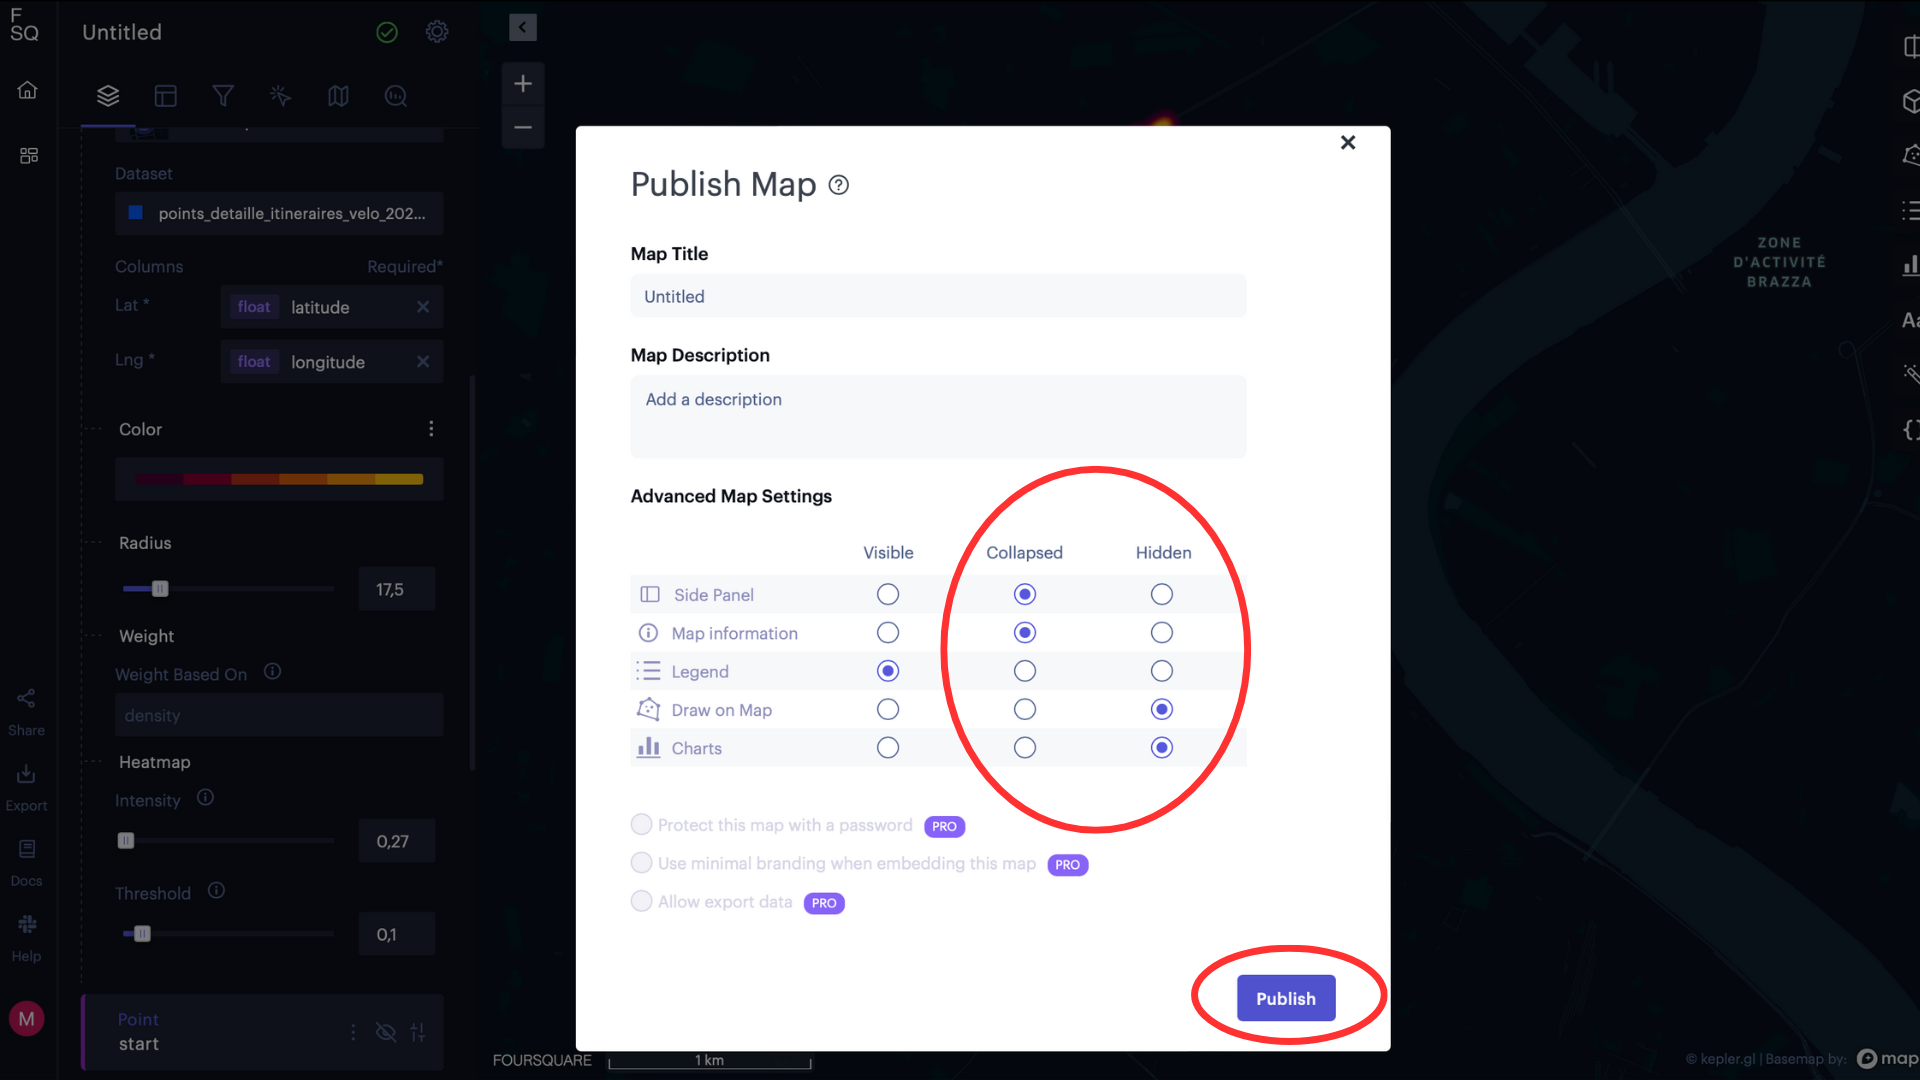 F
SQ
Untitled
Dataset
points_detaille_itineraires_velo_202...
Columns
Required*
Lat *
float
latitude
Lng *
float
longitude
Color
Radius
17,5
Weight
Weight Based On
density
Heatmap
Intensity
0,27
Threshold
0,1
Point
start
Share
Export
Docs
Help
M
Publish Map
Map Title
Untitled
Map Description
Add a description
Advanced Map Settings
Visible
Collapsed
Hidden
Side Panel
Map information
Legend
Draw on Map
Charts
Protect this map with a password
PRO
Use minimal branding when embedding this map
PRO
Allow export data
PRO
Publish
ZONE
D'ACTIVITÉ
BRAZZA
FOURSQUARE
1 km
© kepler.gl | Basemap by:
map